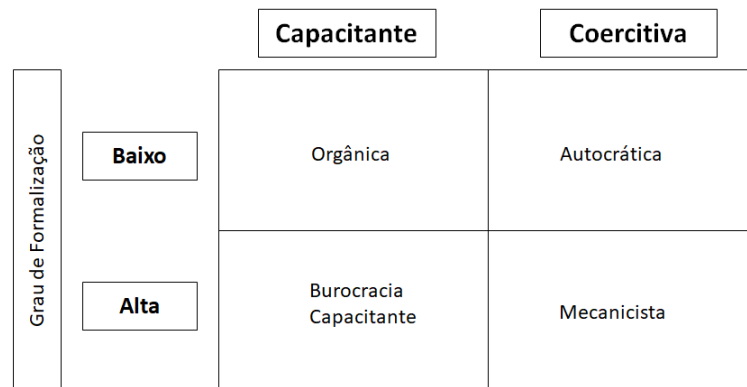 Capacitante
Coercitiva
Grau de Formalização
Baixo
Orgânica
Autocrática
Alta
Burocracia
Capacitante
Mecanicista